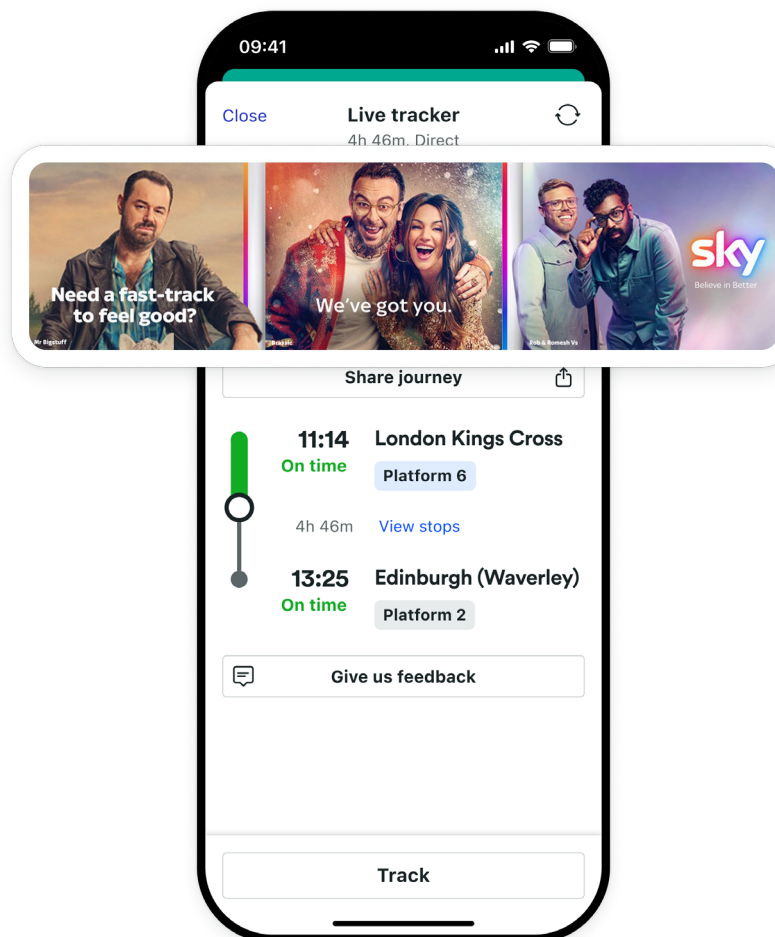 09:41
Close
Live tracker
4h 46m, Direct
Need a fast-track
to feel good?
Mr Bigstuff
We've got you.
Brassic
sky
Believe in Better
Rob & Romesh Vs
Share journey
11:14
London Kings Cross
On time
Platform 6
4h 46m
View stops
13:25
Edinburgh (Waverley)
On time
Platform 2
Give us feedback
Track